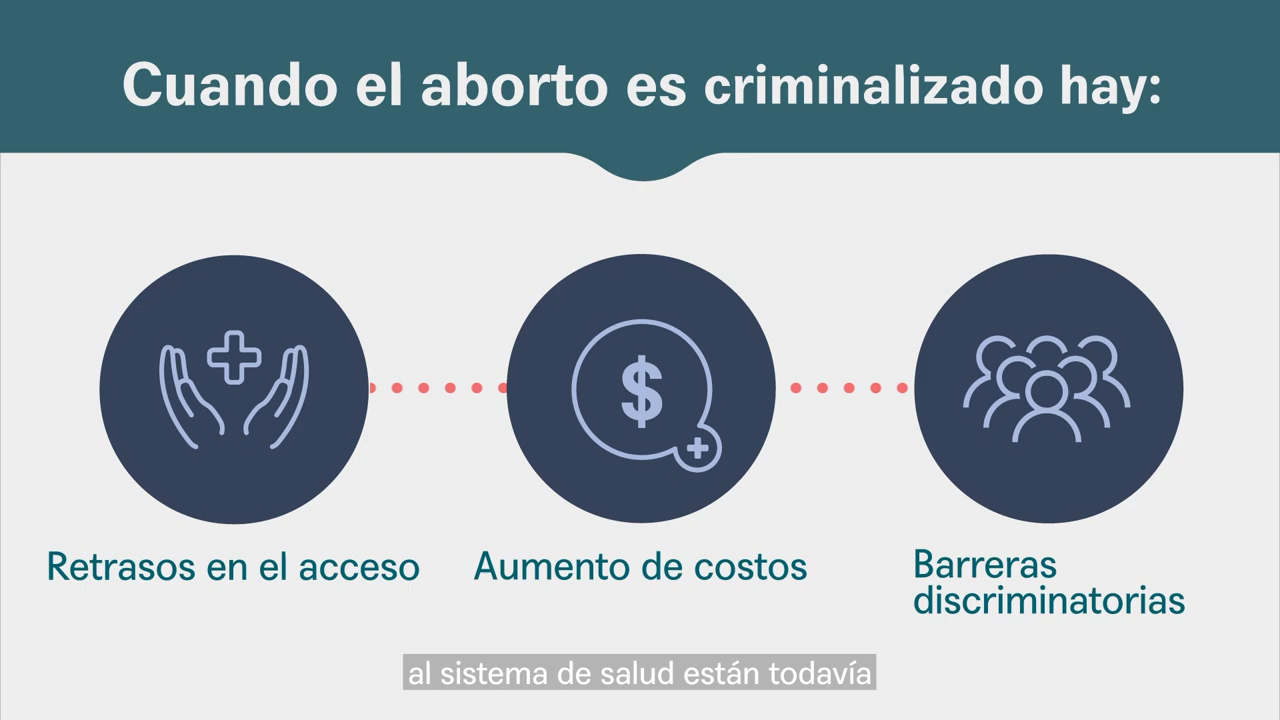 Cuando el aborto es criminalizado hay:
$
Retrasos en el acceso
Aumento de costos
Barreras
discriminatorias
al sistema de salud están todavía